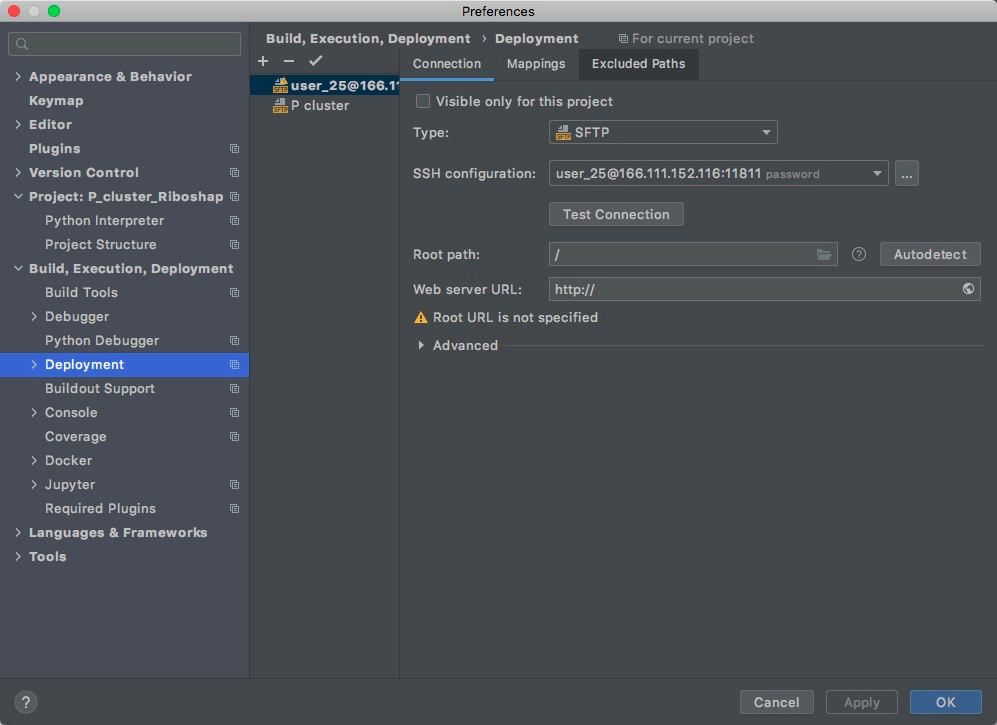 Preferences
Build, Execution, Deployment › Deployment For current project
Connection Mappings Excluded Paths
Appearance & Behavior
Keymap
Editor
Plugins
Version Control
Project: P_cluster_Riboshap
Python Interpreter
Project Structure
Build, Execution, Deployment
Build Tools
Debugger
Python Debugger
Deployment
Buildout Support
Console
Coverage
Docker
Jupyter
Required Plugins
Languages & Frameworks
Tools
SFTP user_25@166.11
SFTP P cluster
Visible only for this project
Type: SFTP SFTP
SSH configuration: user_25@166.111.152.116:11811 password ...
Test Connection
Root path: / ? Autodetect
Web server URL: http://
Root URL is not specified
Advanced
? Cancel Apply OK